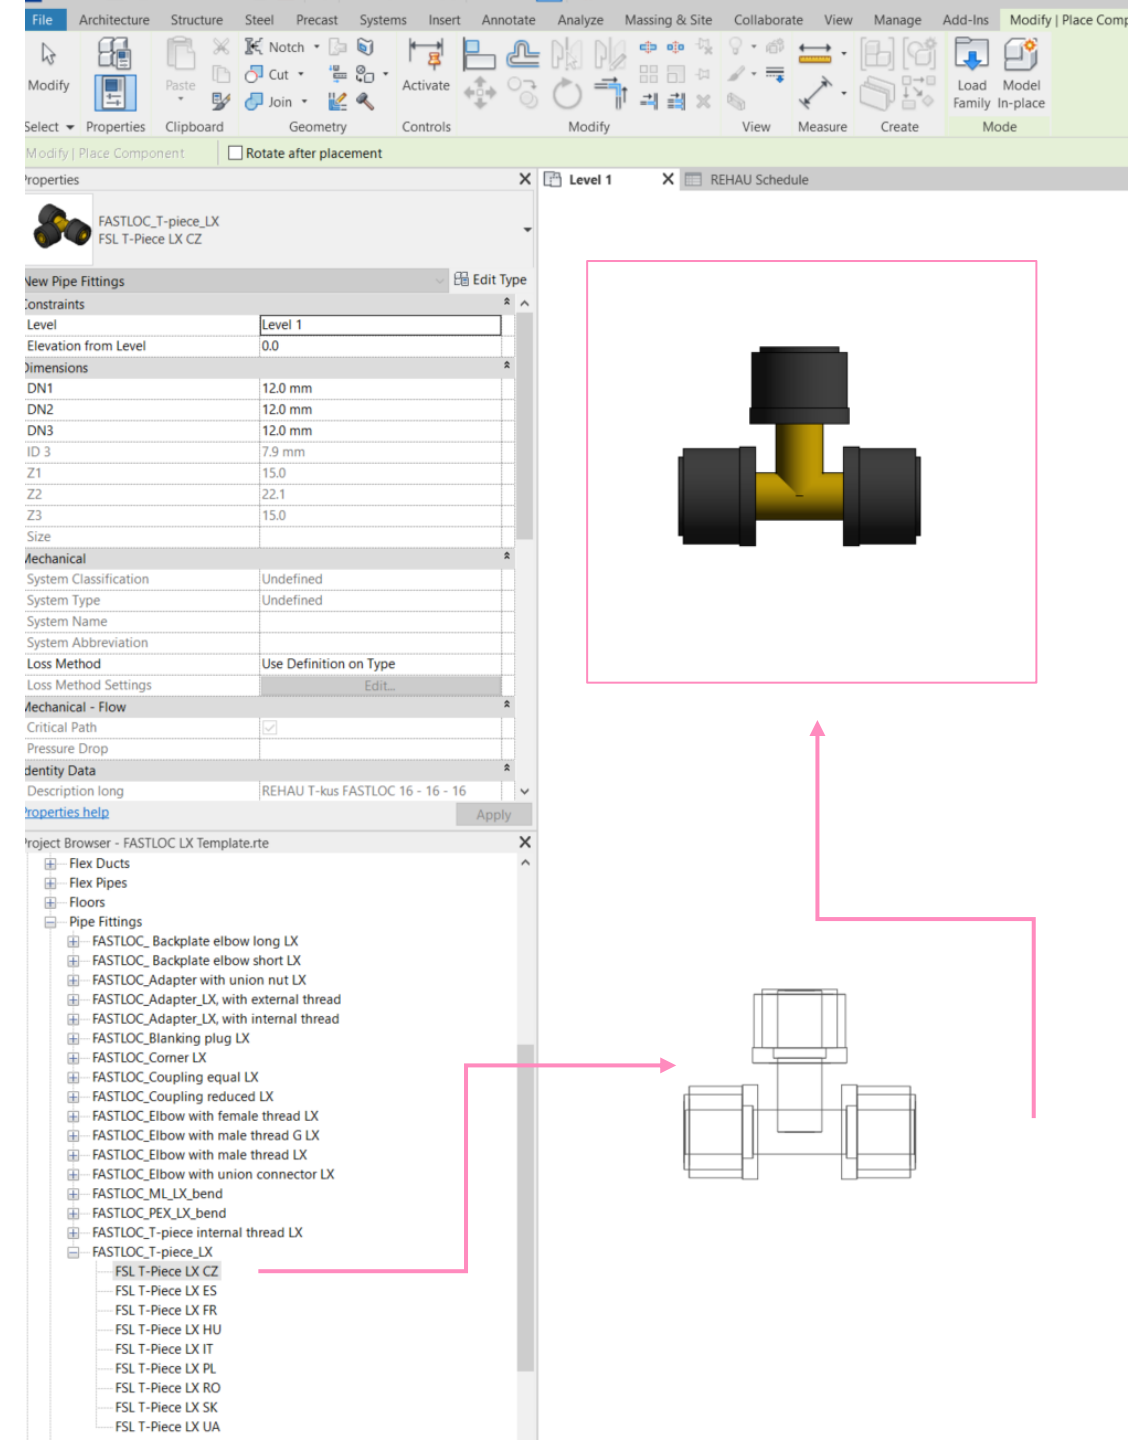 File Architecture Structure Steel Precast Systems Insert Annotate Analyze Massing & Site Collaborate View Manage Add-Ins Modify | Place Comp
Notch
Cut
Join
Modify Paste Activate Load Family Model In-place
Select Properties Clipboard Geometry Controls Modify View Measure Create Mode
Modify | Place Component Rotate after placement
Properties Level 1 REHAU Schedule
FASTLOC_T-piece_LX
FSL T-Piece LX CZ
New Pipe Fittings Edit Type
Constraints
Level Level 1
Elevation from Level 0.0
Dimensions
DN1 12.0 mm
DN2 12.0 mm
DN3 12.0 mm
ID 3 7.9 mm
Z1 15.0
Z2 22.1
Z3 15.0
Size
Mechanical
System Classification Undefined
System Type Undefined
System Name
System Abbreviation
Loss Method Use Definition on Type
Loss Method Settings Edit...
Mechanical - Flow
Critical Path
Pressure Drop
Identity Data
Description long REHAU T-kus FASTLOC 16 - 16 - 16
Properties help Apply
Project Browser - FASTLOC LX Template.rte
Flex Ducts
Flex Pipes
Floors
Pipe Fittings
FASTLOC_ Backplate elbow long LX
FASTLOC_ Backplate elbow short LX
FASTLOC_Adapter with union nut LX
FASTLOC_Adapter_LX, with external thread
FASTLOC_Adapter_LX, with internal thread
FASTLOC_Blanking plug LX
FASTLOC_Corner LX
FASTLOC_Coupling equal LX
FASTLOC_Coupling reduced LX
FASTLOC_Elbow with female thread LX
FASTLOC_Elbow with male thread G LX
FASTLOC_Elbow with male thread LX
FASTLOC_Elbow with union connector LX
FASTLOC_ML_LX_bend
FASTLOC_PEX_LX_bend
FASTLOC_T-piece internal thread LX
FASTLOC_T-piece_LX
FSL T-Piece LX CZ
FSL T-Piece LX ES
FSL T-Piece LX FR
FSL T-Piece LX HU
FSL T-Piece LX IT
FSL T-Piece LX PL
FSL T-Piece LX RO
FSL T-Piece LX SK
FSL T-Piece LX UA